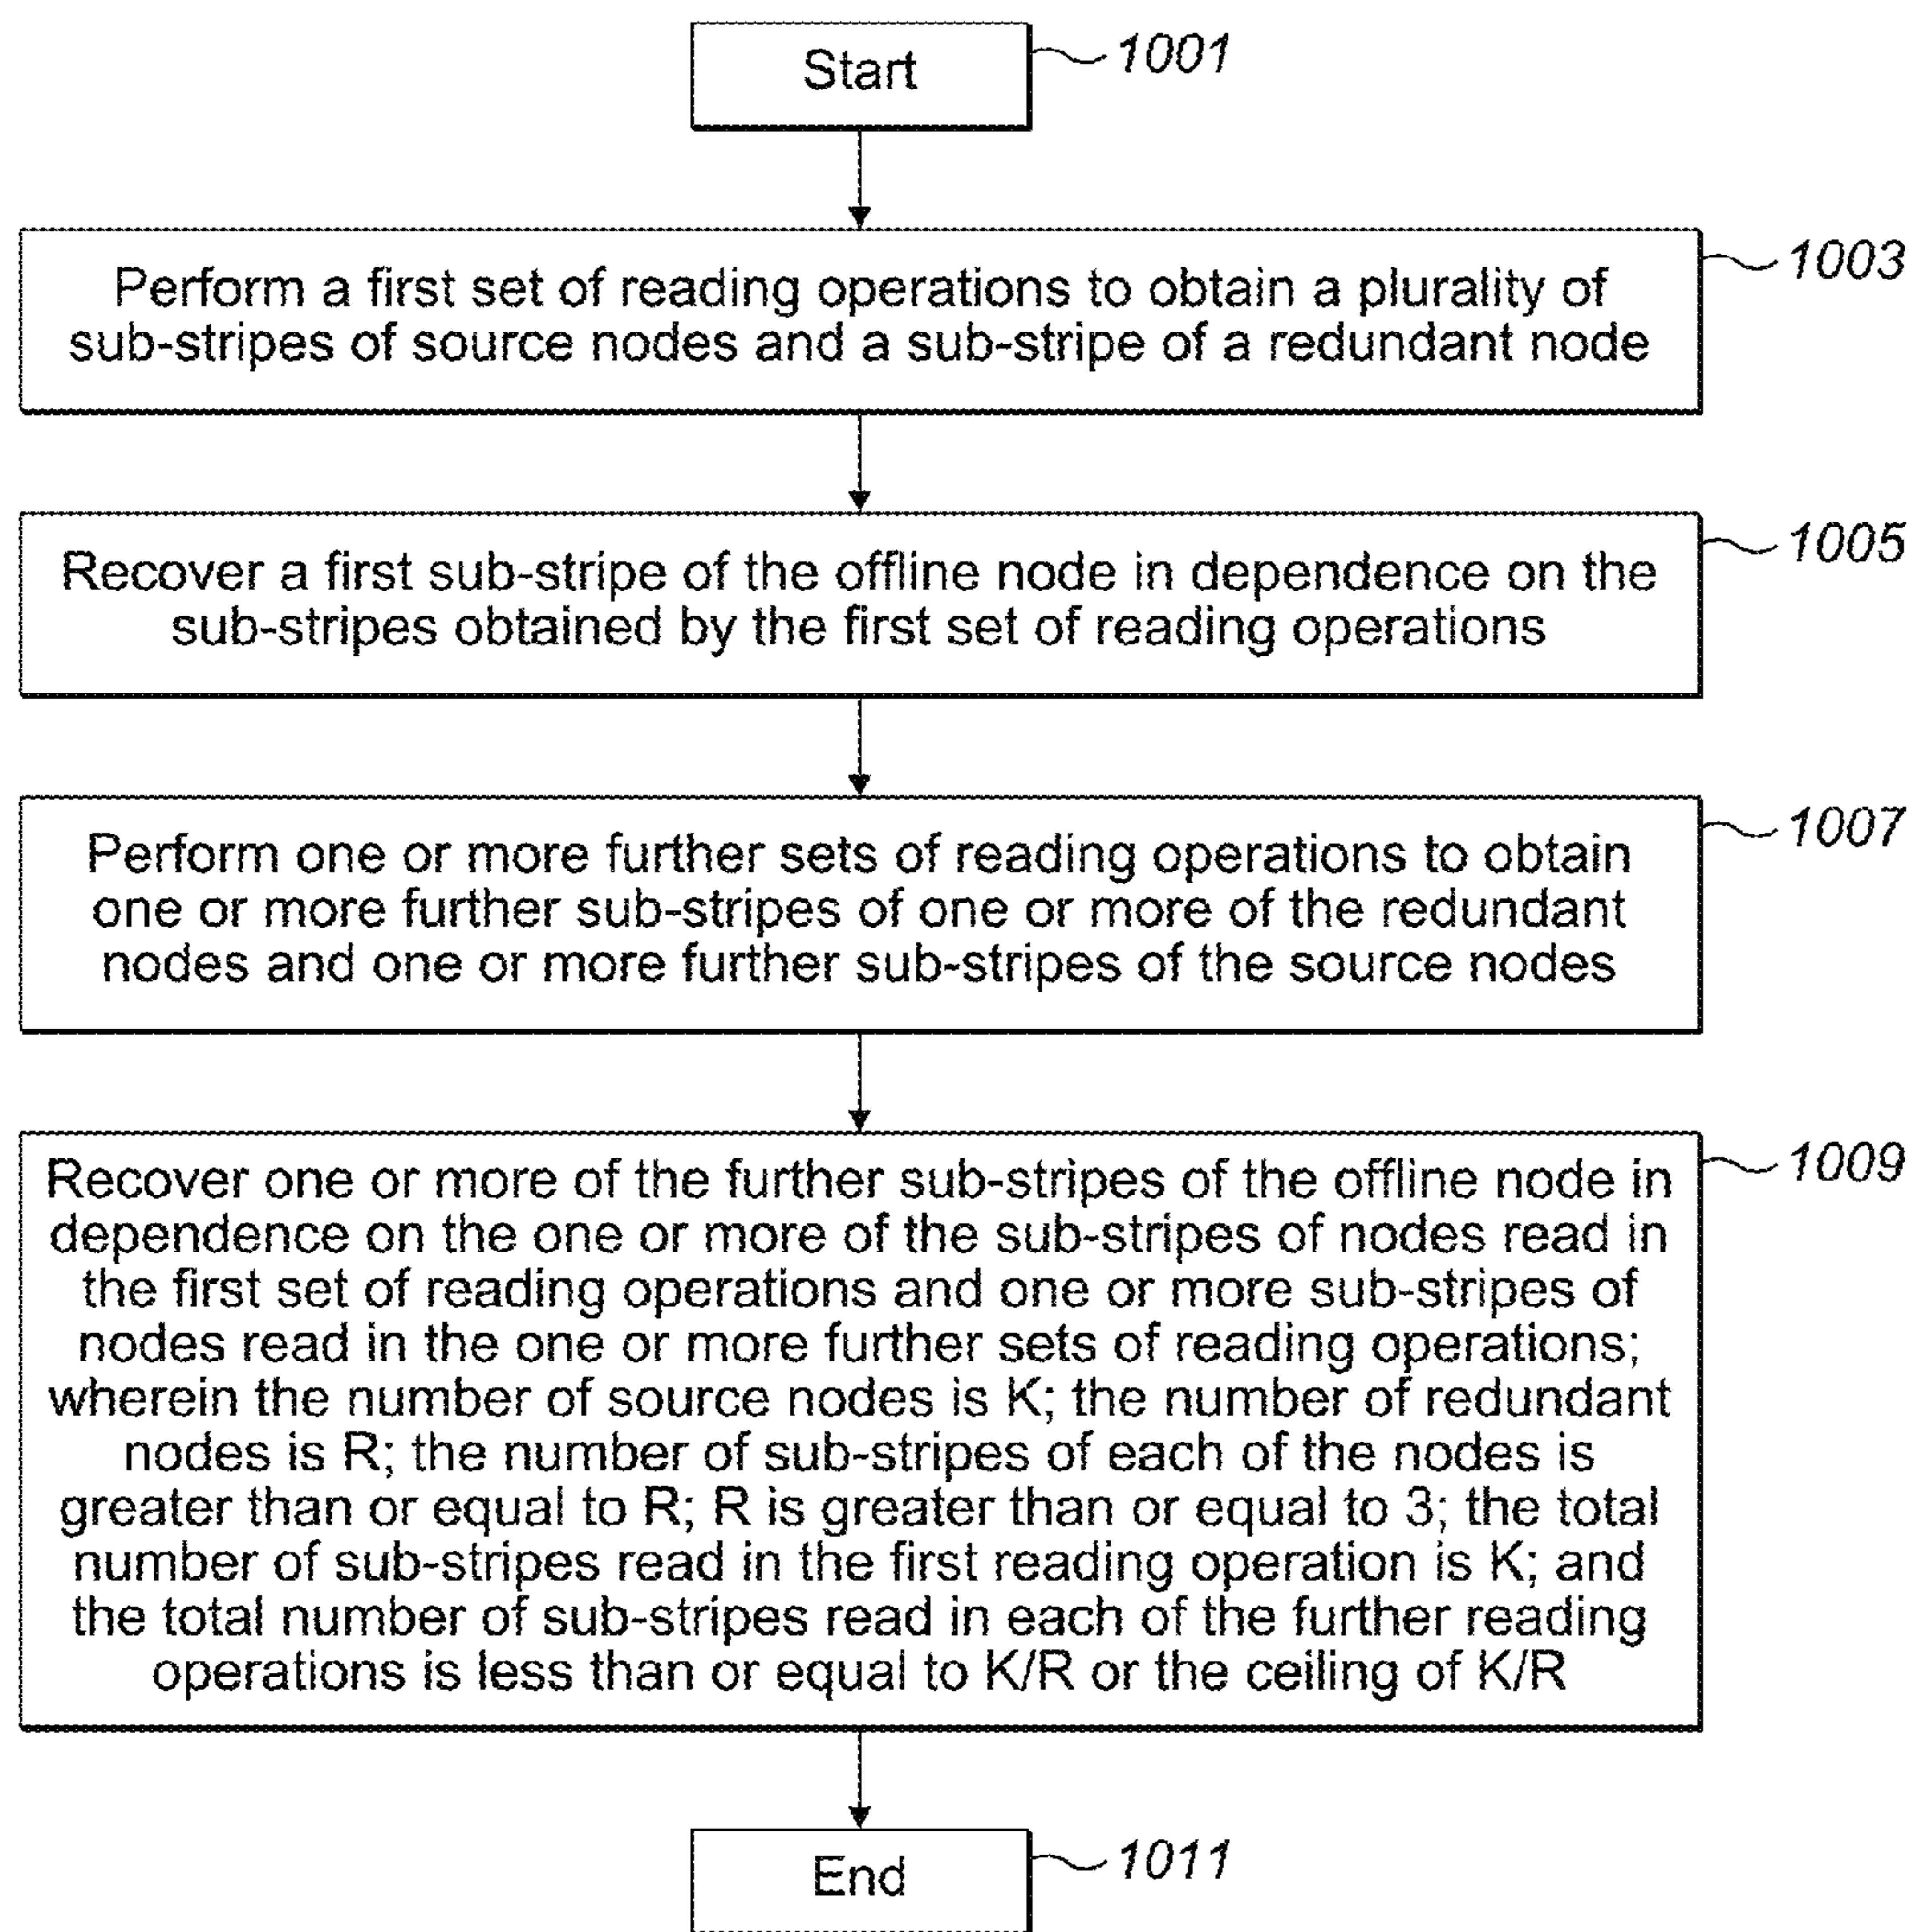 Start
1001
Perform a first set of reading operations to obtain a plurality of
sub-stripes of source nodes and a sub-stripe of a redundant node
1003
Recover a first sub-stripe of the offline node in dependence on the
sub-stripes obtained by the first set of reading operations
1005
Perform one or more further sets of reading operations to obtain
one or more further sub-stripes of one or more of the redundant
nodes and one or more further sub-stripes of the source nodes
1007
Recover one or more of the further sub-stripes of the offline node in
dependence on the one or more of the sub-stripes of nodes read in
the first set of reading operations and one or more sub-stripes of
nodes read in the one or more further sets of reading operations;
wherein the number of source nodes is K; the number of redundant
nodes is R; the number of sub-stripes of each of the nodes is
greater than or equal to R; R is greater than or equal to 3; the total
number of sub-stripes read in the first reading operation is K; and
the total number of sub-stripes read in each of the further reading
operations is less than or equal to K/R or the ceiling of K/R
1009
End
1011